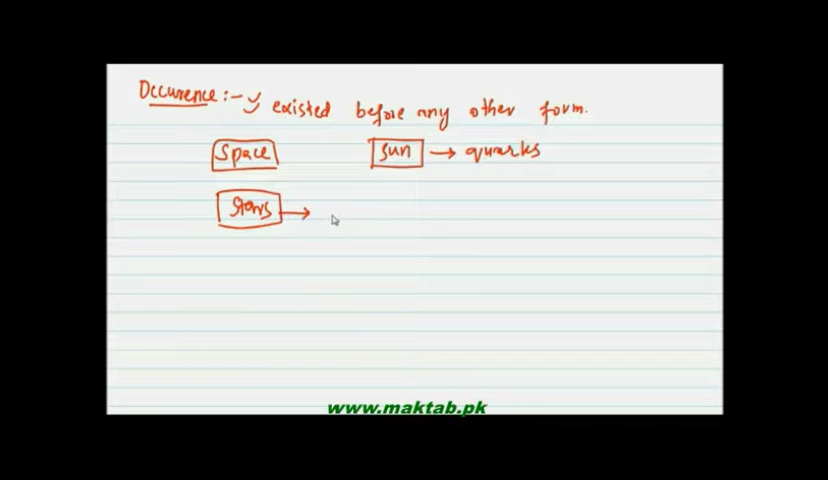 Occurence :- existed before any other form.
Space sun → quarks
stars →
www.maktab.pk